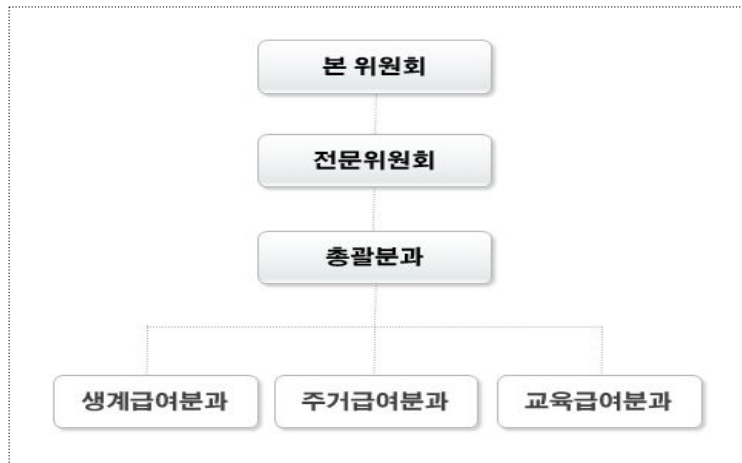 본 위원회
전문위원회
총괄분과
생계급여분과
주거급여분과
교육급여분과